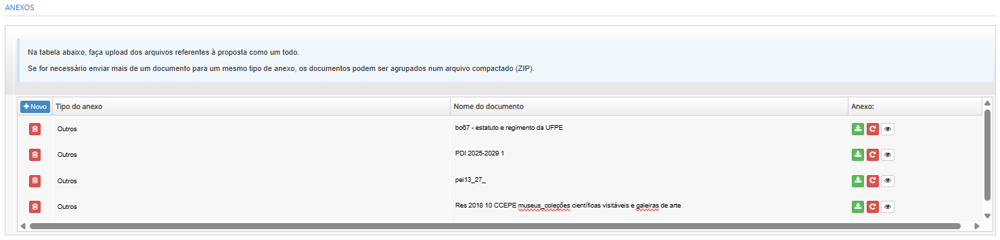 ANEXOS
Na tabela abaixo, faça upload dos arquivos referentes à proposta como um todo.
Se for necessário enviar mais de um documento para um mesmo tipo de anexo, os documentos podem ser agrupados num arquivo compactado (ZIP).
Novo Tipo do anexo Nome do documento Anexo:
Outros bo67 - estatuto e regimento da UFPE
Outros PDI 2025-2029 1
Outros pei13_27_
Outros Res 2018 10 CCEPE museus_coleções científicas visitáveis e galeiras de arte